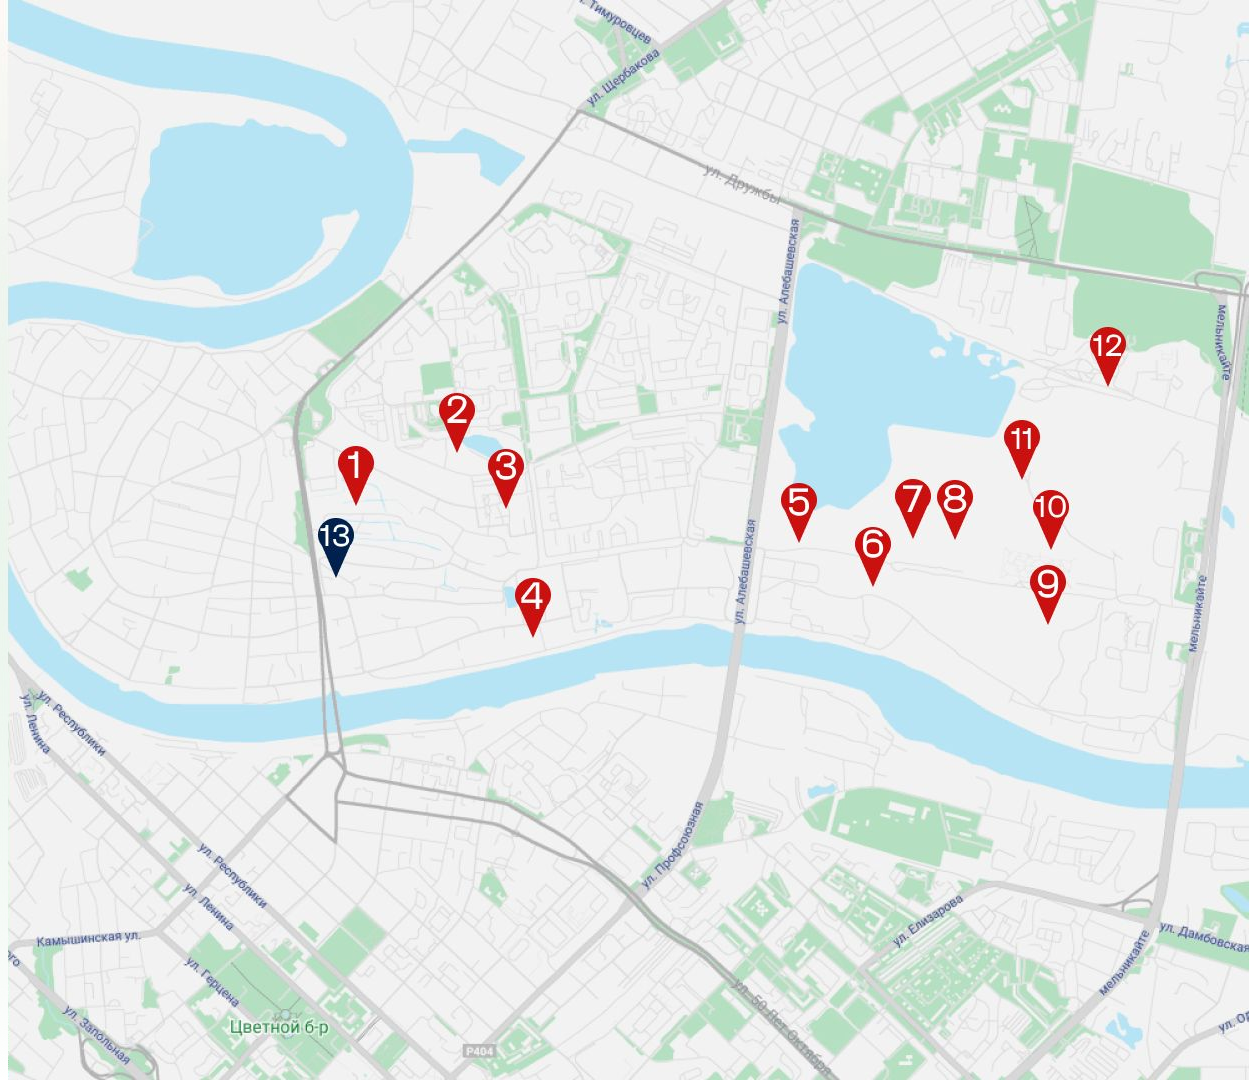 ул. Тимуровцев
ул. Щербакова
ул. Дружбы
ул. Алебашевская
мельникайте
12
2
11
1
3
7
8
5
10
13
6
ул. Алебашевская
9
4
мельникайте
ул. Ленина
ул. Республики
ул. Профсоюзная
ул. Республики
ул. Ленина
ул. Елизарова
Камышинская ул.
ул. Дамбовская
мельникайте
ул. Герцена
ул. 50 Лет Октября
ул. Запольная
Цветной б-р
Р404